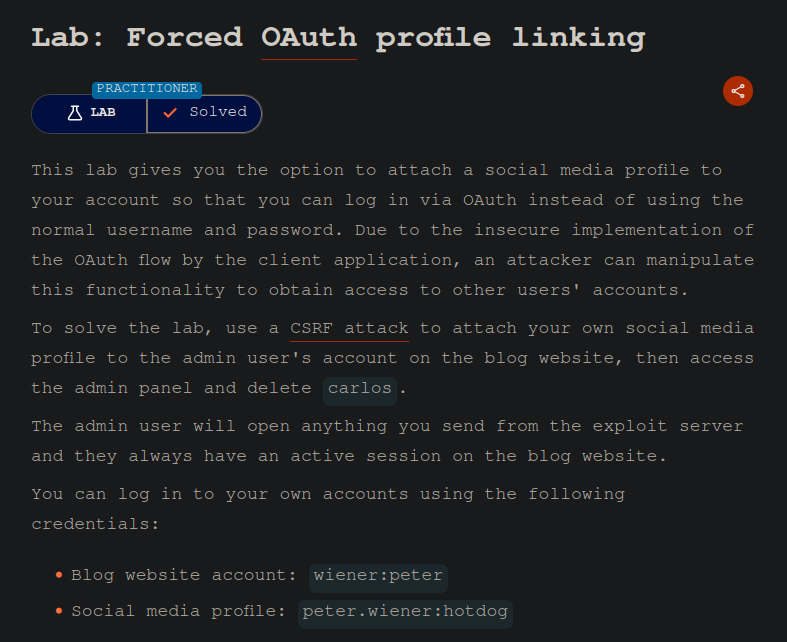 Lab: Forced OAuth profile linking
PRACTITIONER
LAB
Solved
This lab gives you the option to attach a social media profile to
your account so that you can log in via OAuth instead of using the
normal username and password. Due to the insecure implementation of
the OAuth flow by the client application, an attacker can manipulate
this functionality to obtain access to other users' accounts.
To solve the lab, use a CSRF attack to attach your own social media
profile to the admin user's account on the blog website, then access
the admin panel and delete carlos.
The admin user will open anything you send from the exploit server
and they always have an active session on the blog website.
You can log in to your own accounts using the following
credentials:
• Blog website account: wiener:peter
• Social media profile: peter.wiener:hotdog